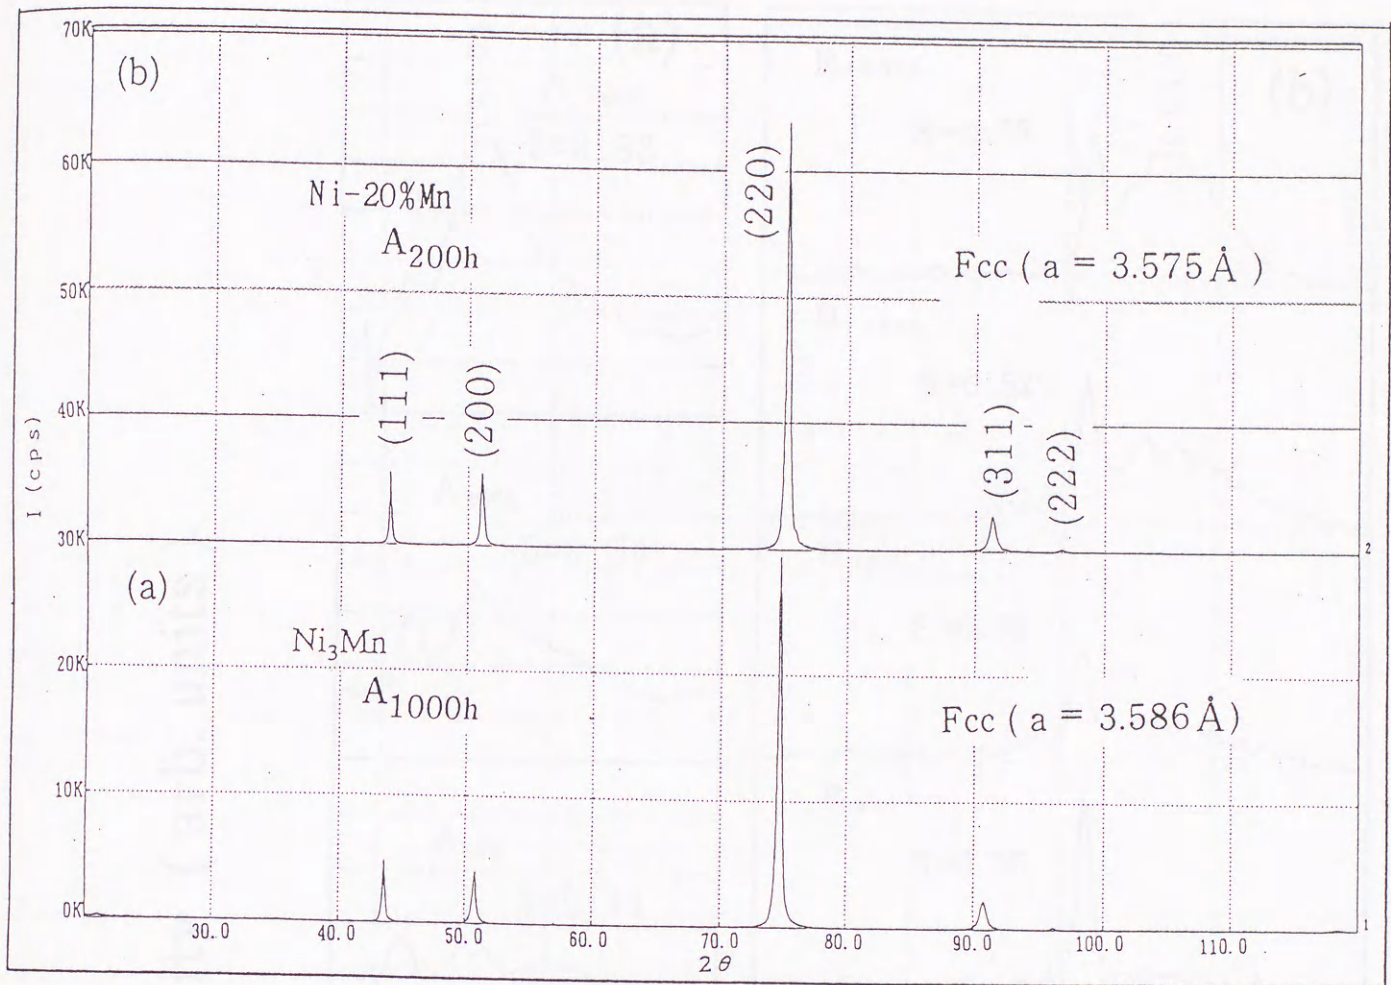 70K
(b)
60K
Ni-20%Mn
A200h
(220)
Fcc ( a = 3.575 Å )
50K
(111)
(200)
40K
(311)
(222)
I (cps)
30K
2
(a)
Ni₃Mn
A1000h
20K
Fcc ( a = 3.586 Å)
10K
0K
1
30.0 40.0 50.0 60.0 70.0 80.0 90.0 100.0 110.0
2θ